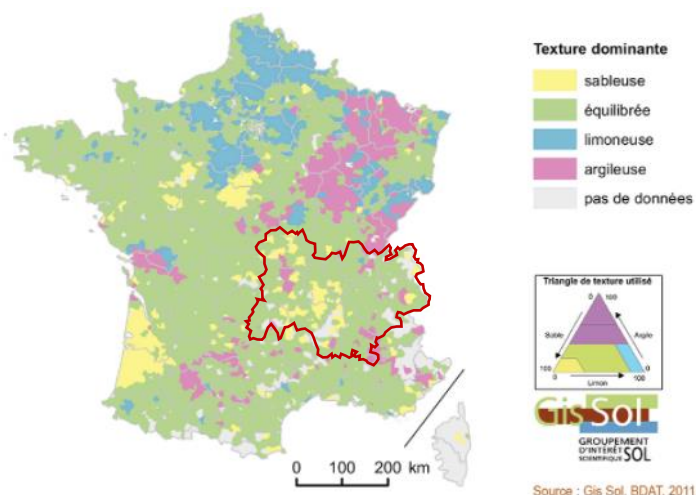 Texture dominante
sableuse
équilibrée
limoneuse
argileuse
pas de données
Triangle de texture utilisé
0 100
Sable
Argile
100 0
0 100
Limon
Gis Sol
GROUPEMENT
D'INTÉRÊT
SCIENTIFIQUE SOL
0 100 200 km
Source : Gis Sol, BDAT, 2011